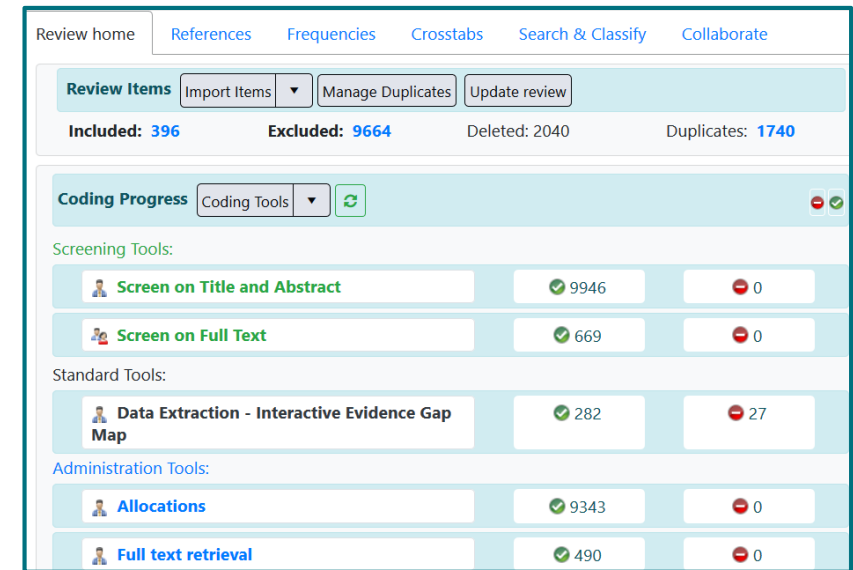 Review home References Frequencies Crosstabs Search & Classify Collaborate
Review Items Import Items Manage Duplicates Update review
Included: 396 Excluded: 9664 Deleted: 2040 Duplicates: 1740
Coding Progress Coding Tools
Screening Tools:
Screen on Title and Abstract 9946 0
Screen on Full Text 669 0
Standard Tools:
Data Extraction - Interactive Evidence Gap 282 27
Map
Administration Tools:
Allocations 9343 0
Full text retrieval 490 0